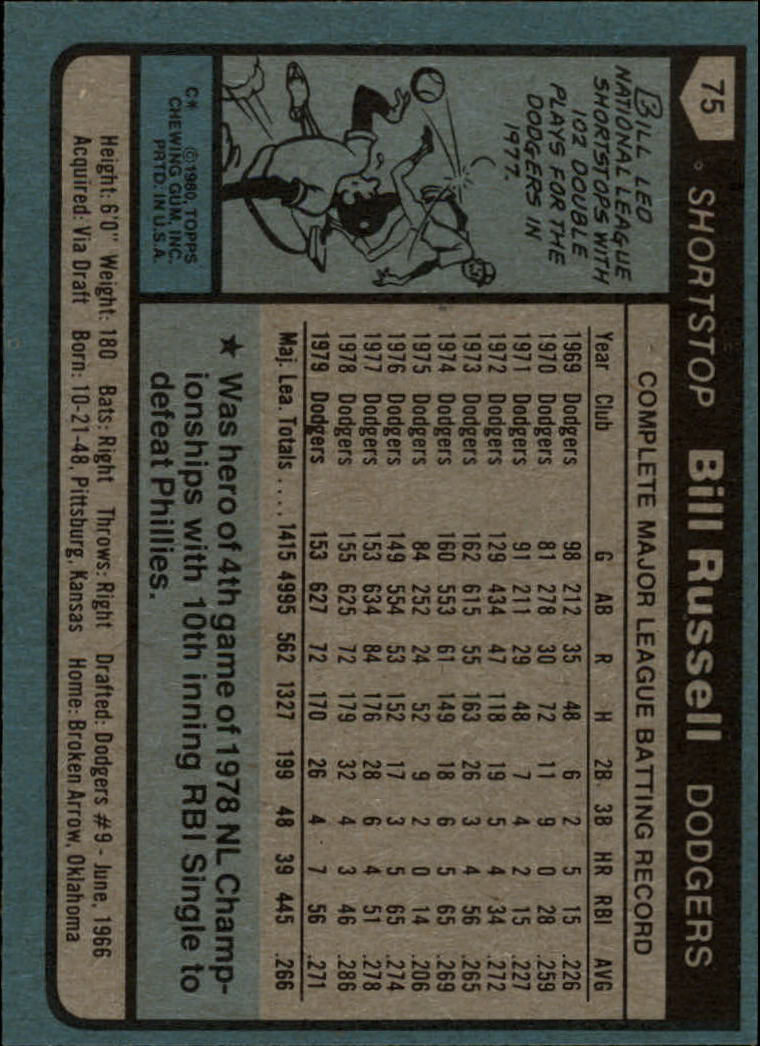 75
SHORTSTOP Bill Russell DODGERS
BILL LED
NATIONAL LEAGUE
SHORTSTOPS WITH
102 DOUBLE
PLAYS FOR THE
DODGERS IN
1977.
C* ©1980, TOPPS
CHEWING GUM, INC.
PRTD. IN U.S.A.
COMPLETE MAJOR LEAGUE BATTING RECORD
Year Club G AB R H 2B 3B HR RBI AVG
1969 Dodgers 98 212 35 48 6 2 5 15 .226
1970 Dodgers 81 278 30 72 11 9 0 28 .259
1971 Dodgers 91 211 29 48 7 4 2 15 .227
1972 Dodgers 129 434 47 118 19 5 4 34 .272
1973 Dodgers 162 615 55 163 26 3 4 56 .265
1974 Dodgers 160 553 61 149 18 6 5 65 .269
1975 Dodgers 84 252 24 52 9 2 0 14 .206
1976 Dodgers 149 554 53 152 17 3 5 65 .274
1977 Dodgers 153 634 84 176 28 6 4 51 .278
1978 Dodgers 155 625 72 179 32 4 3 46 .286
1979 Dodgers 153 627 72 170 26 4 7 56 .271
Maj. Lea. Totals .... 1415 4995 562 1327 199 48 39 445 .266
★ Was hero of 4th game of 1978 NL Champ-
ionships with 10th inning RBI Single to
defeat Phillies.
Height: 6'0" Weight: 180 Bats: Right Throws: Right Drafted: Dodgers #9 - June, 1966
Acquired: Via Draft Born: 10-21-48, Pittsburg, Kansas Home: Broken Arrow, Oklahoma